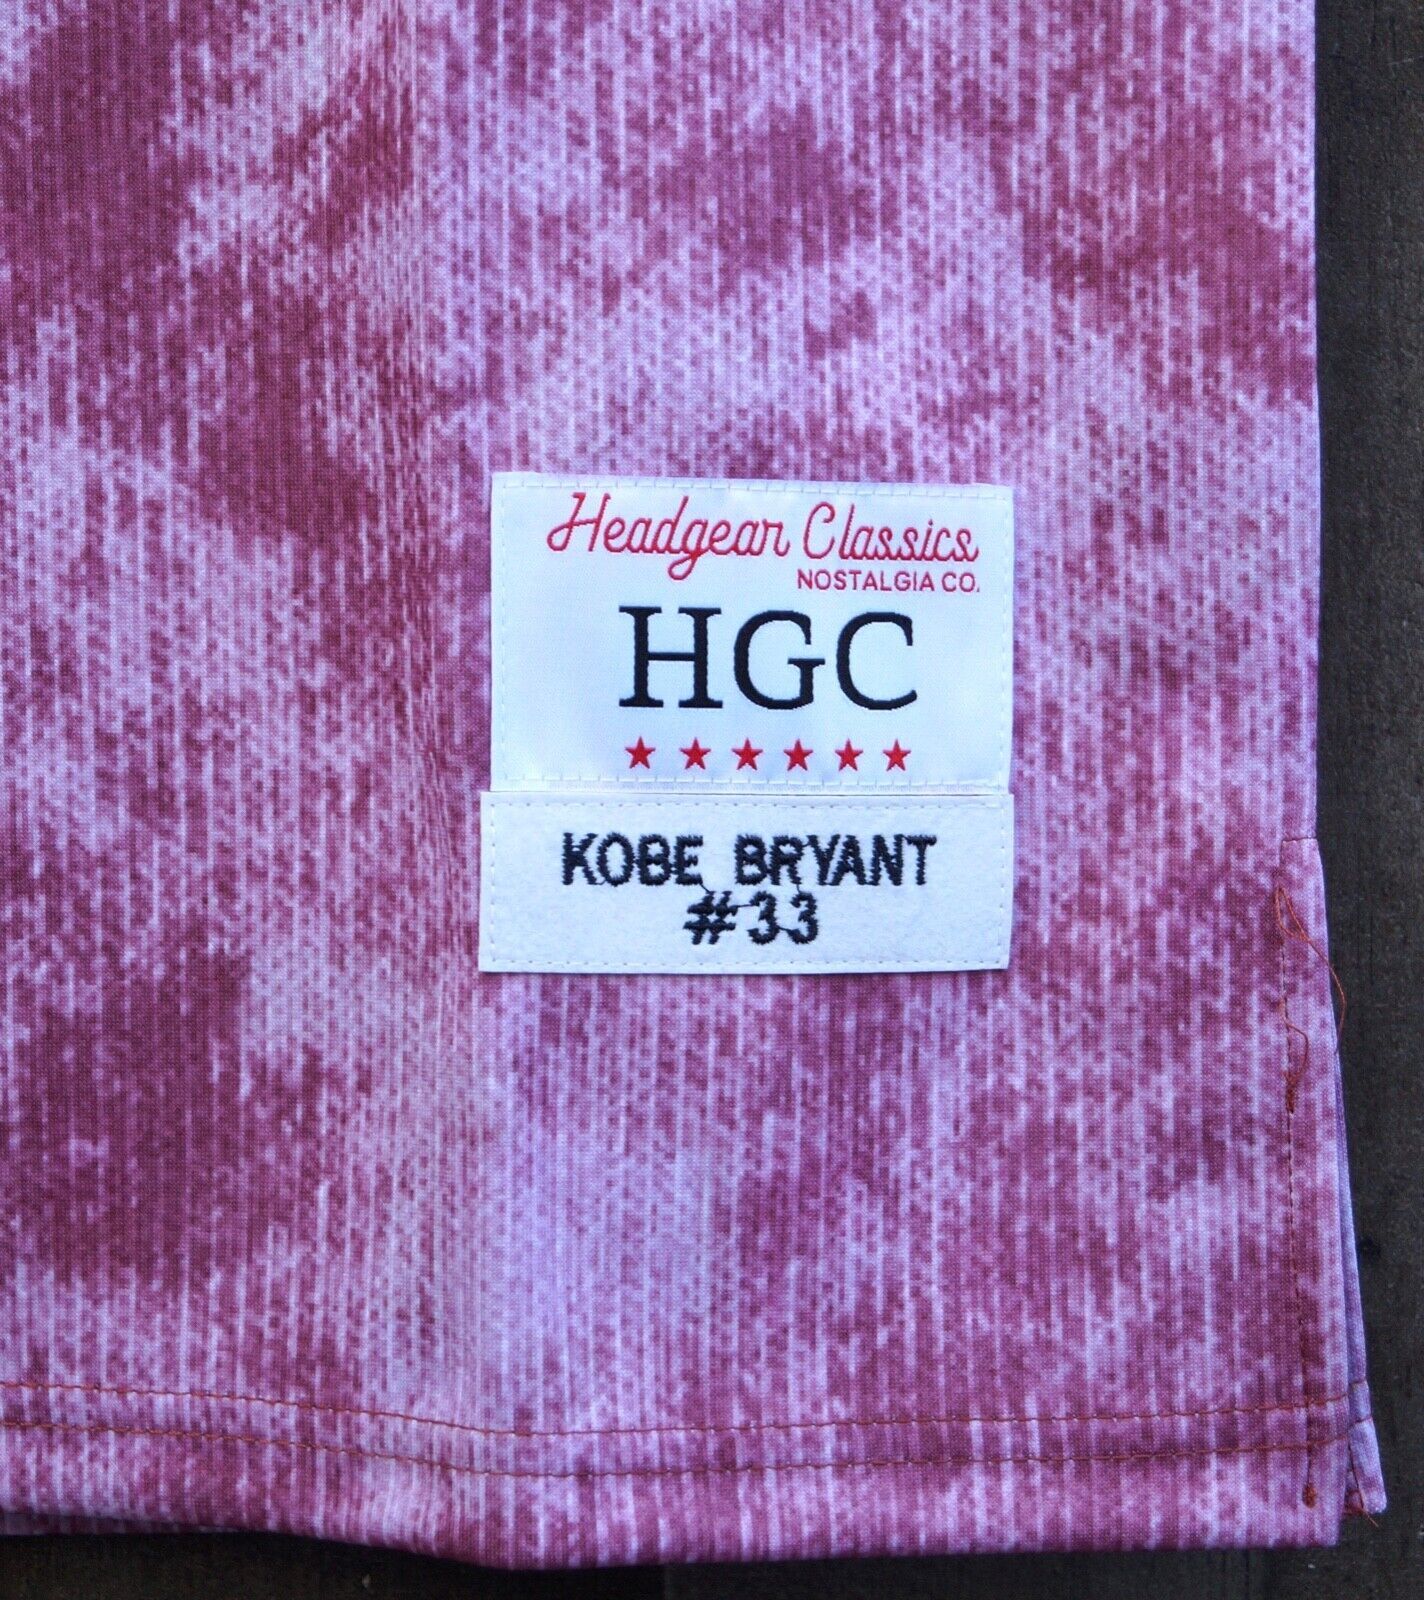 Headgear Classics
NOSTALGIA CO.
HGC
KOBE BRYANT
#33